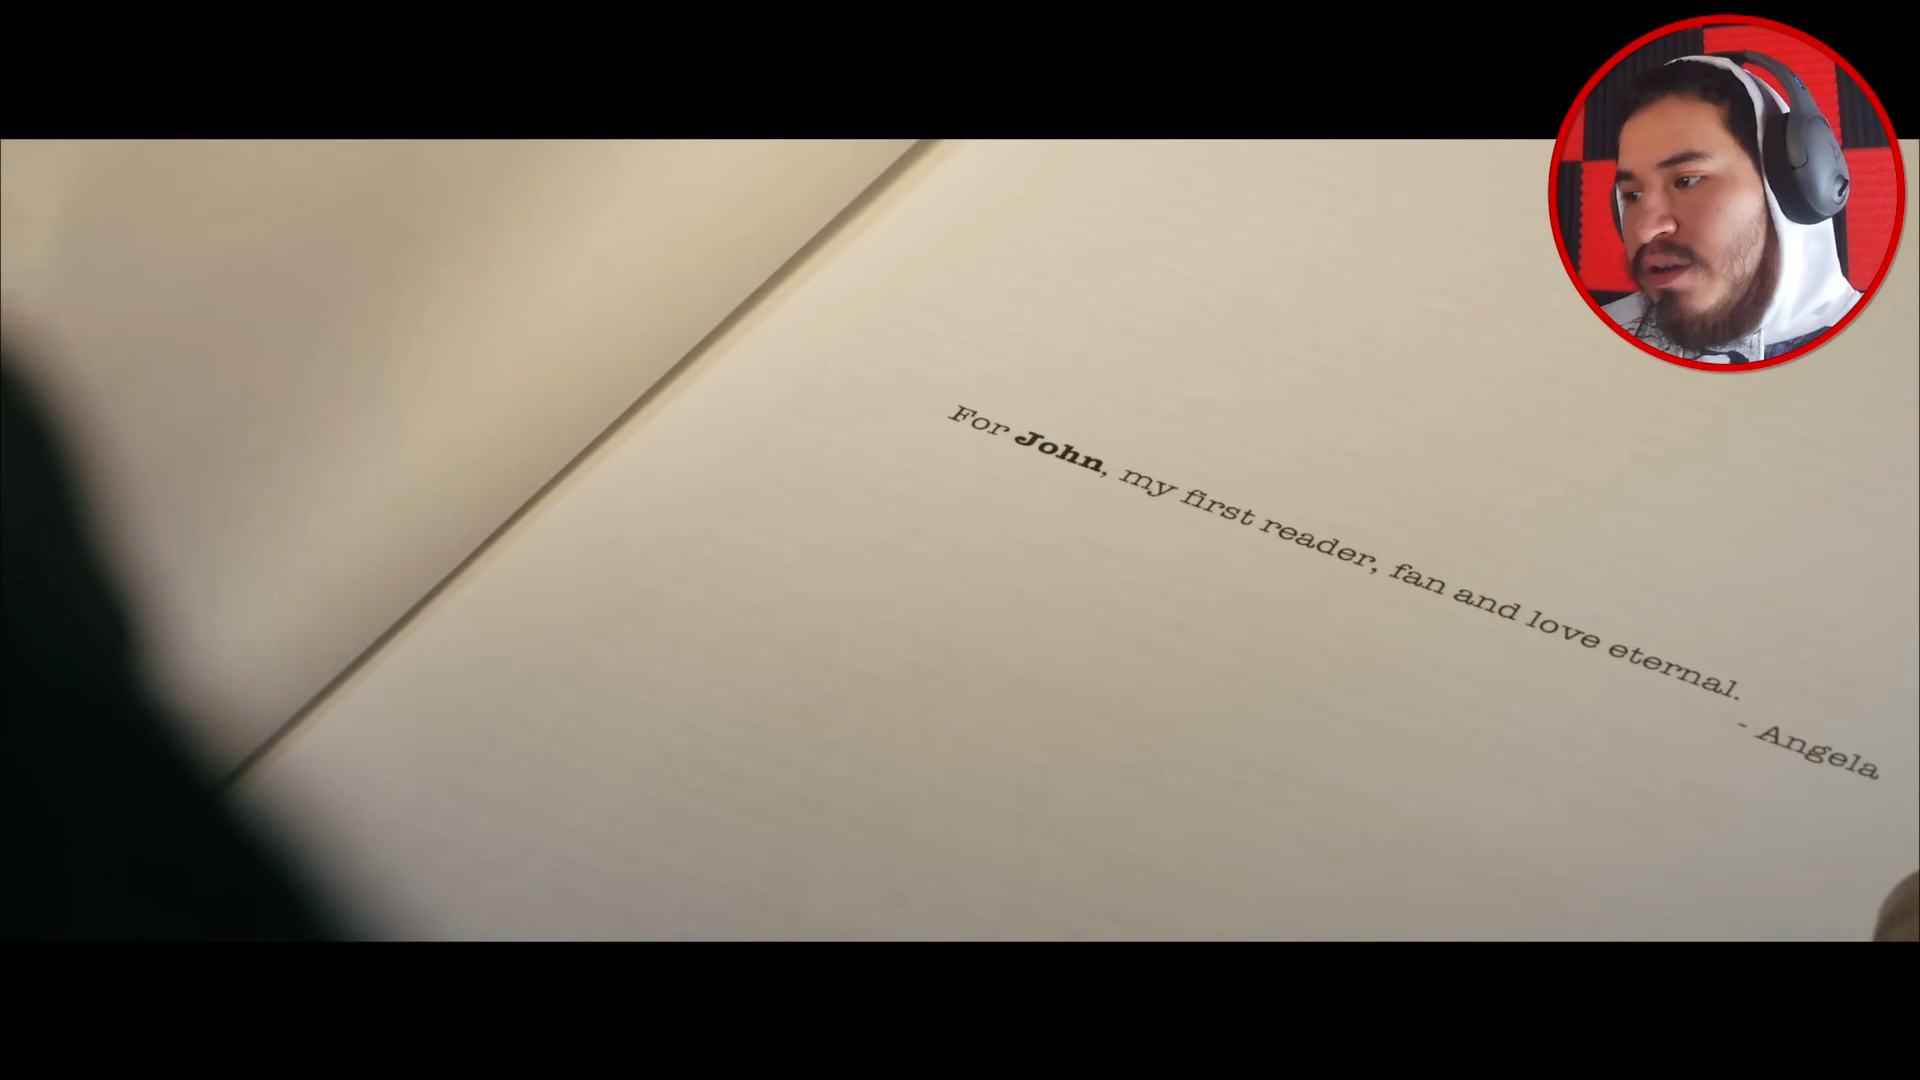 For John, my first reader, fan and love eternal.
- Angela